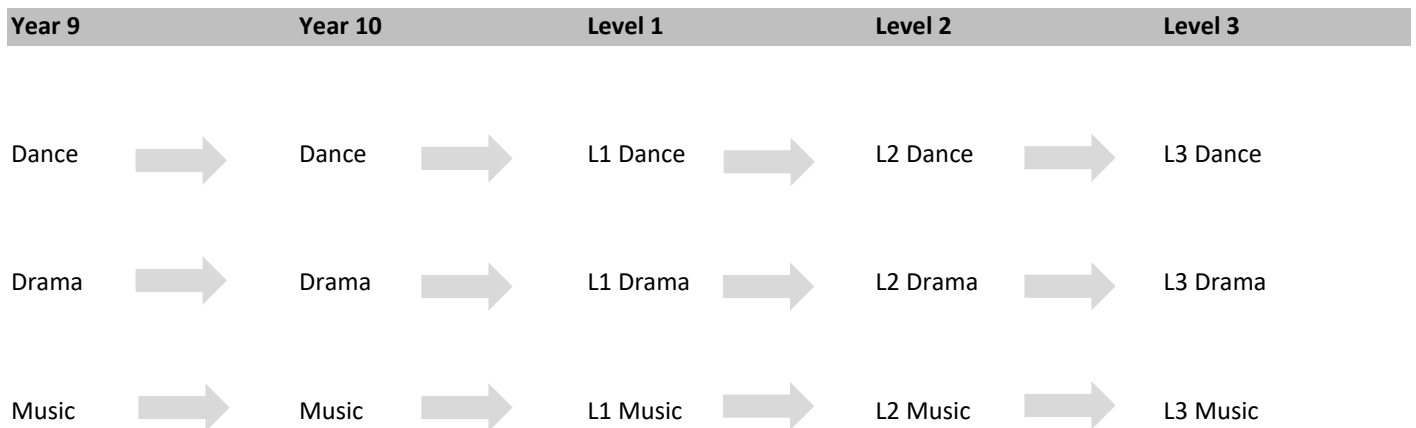 Year 9 Year 10 Level 1 Level 2 Level 3
Dance Dance L1 Dance L2 Dance L3 Dance
Drama Drama L1 Drama L2 Drama L3 Drama
Music Music L1 Music L2 Music L3 Music